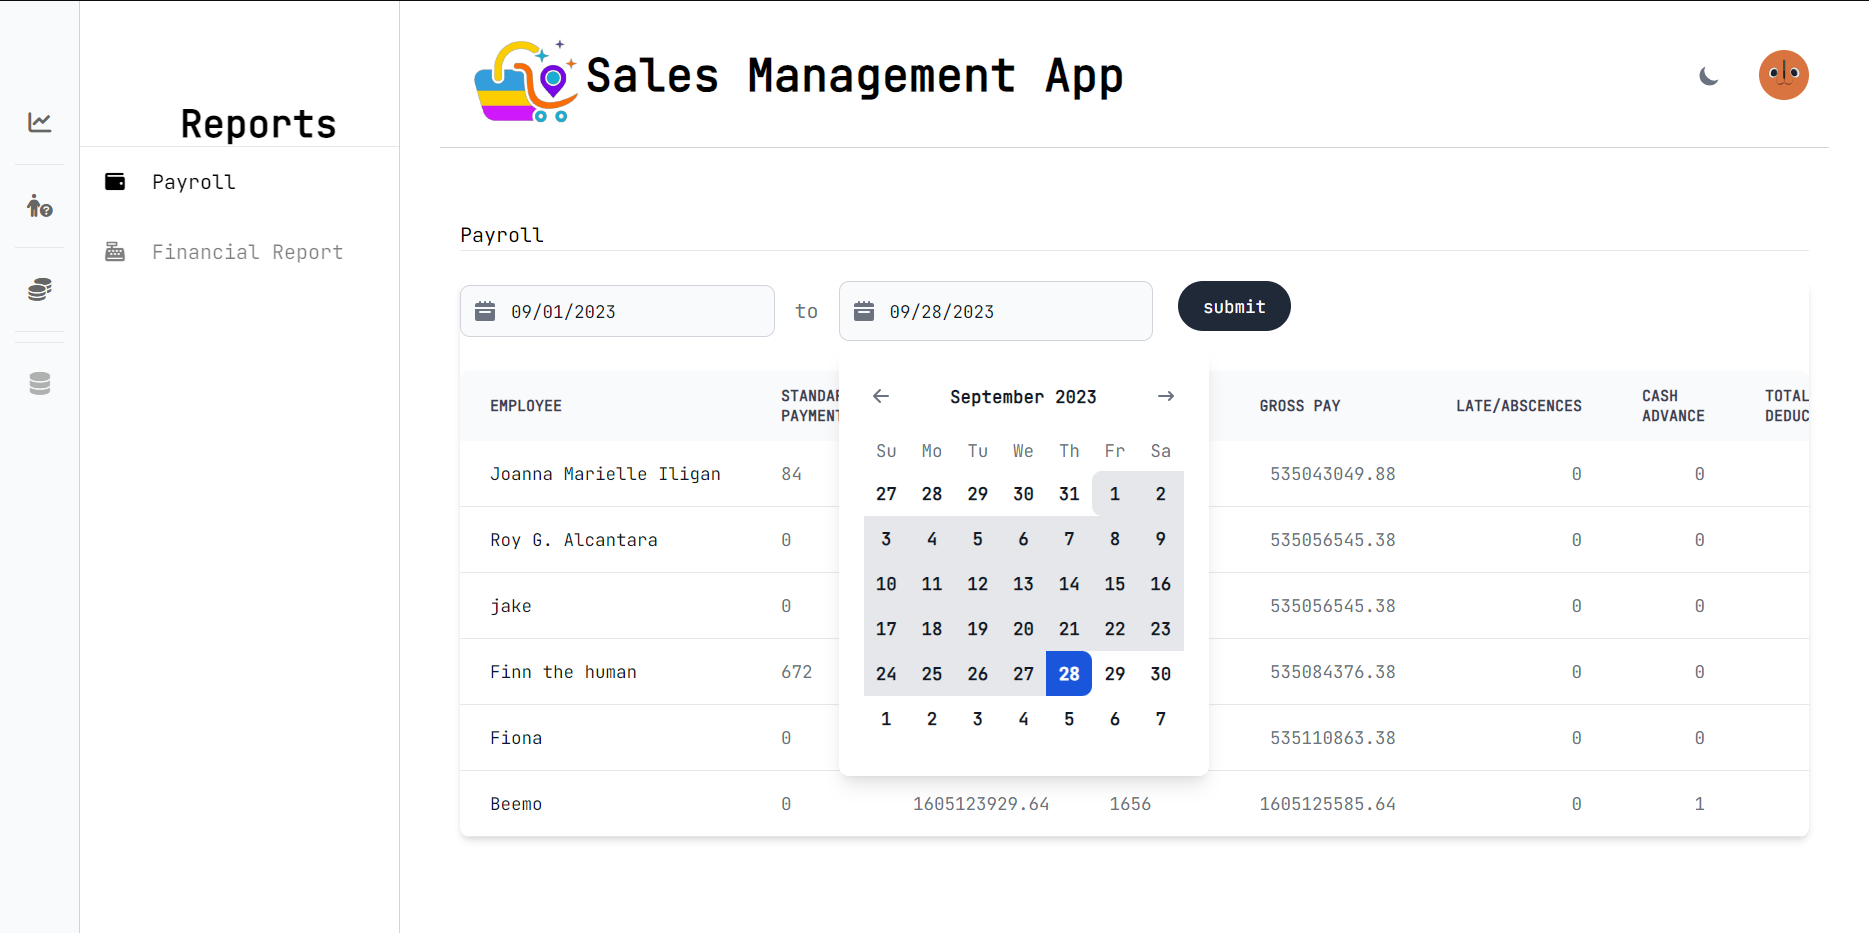 Sales Management App
Reports
Payroll
Financial Report
Payroll
09/01/2023 to 09/28/2023 submit
EMPLOYEE GROSS PAY LATE/ABSCENCES CASH ADVANCE TOTAL
PAYMENT
Joanna Marielle Iligan 84 535043049.88 0 0
Roy G. Alcantara 0 535056545.38 0 0
jake 0 535056545.38 0 0
Finn the human 672 535084376.38 0 0
Fiona 0 535110863.38 0 0
Beemo 0 1605123929.64 1656 1605125585.64 0 1
September 2023
Su Mo Tu We Th Fr Sa
27 28 29 30 31 1 2
3 4 5 6 7 8 9
10 11 12 13 14 15 16
17 18 19 20 21 22 23
24 25 26 27 28 29 30
1 2 3 4 5 6 7